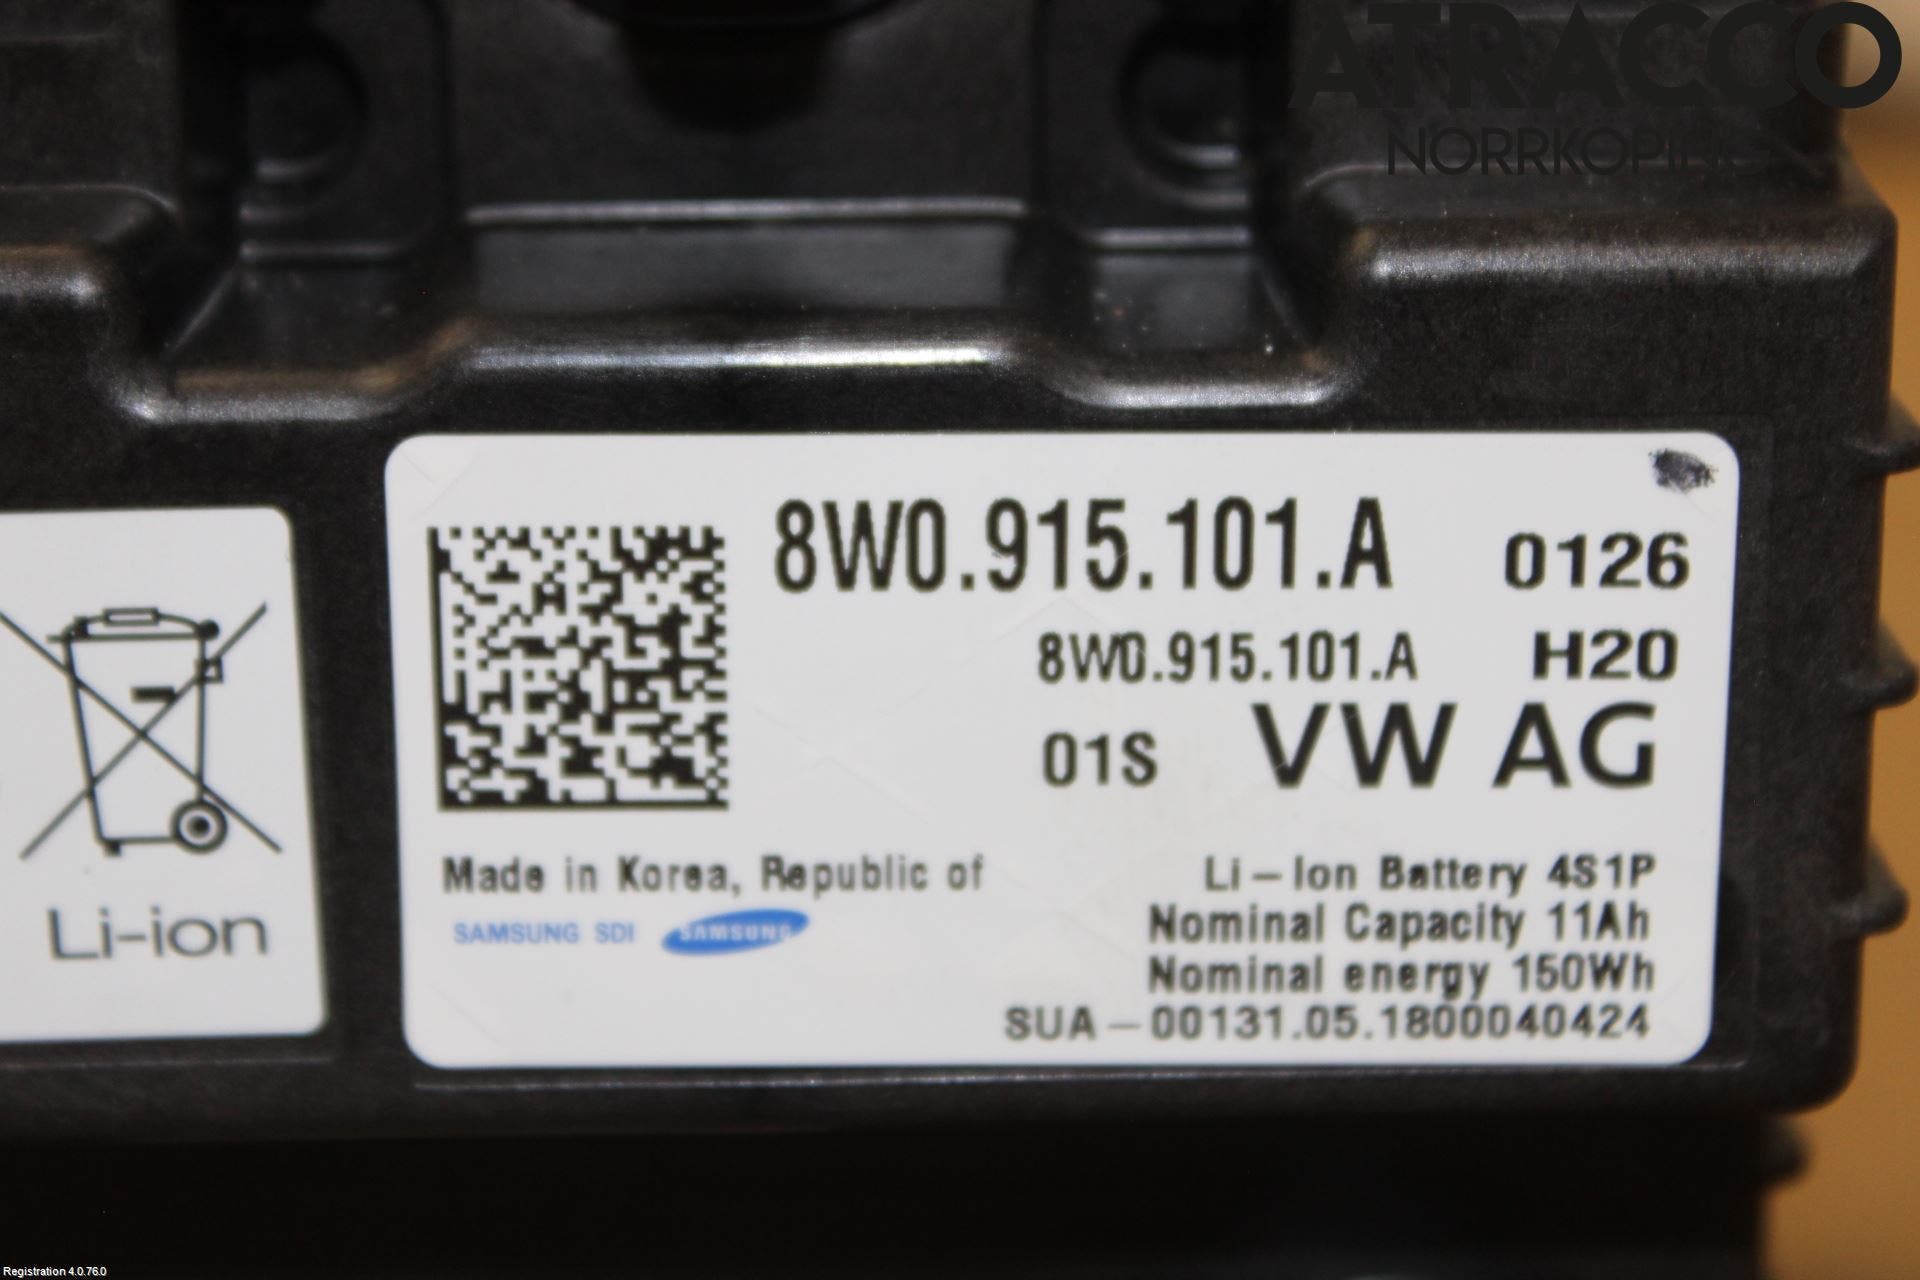 ATRACCO
NORRKÖPING
8W0.915.101.A 0126
8W0.915.101.A H20
01S VW AG
Made in Korea, Republic of
SAMSUNG SDI SAMSUNG
Li-Ion Battery 4S1P
Nominal Capacity 11Ah
Nominal energy 150Wh
SUA-00131.05.1800040424
Li-ion
Registration 4.0.76.0